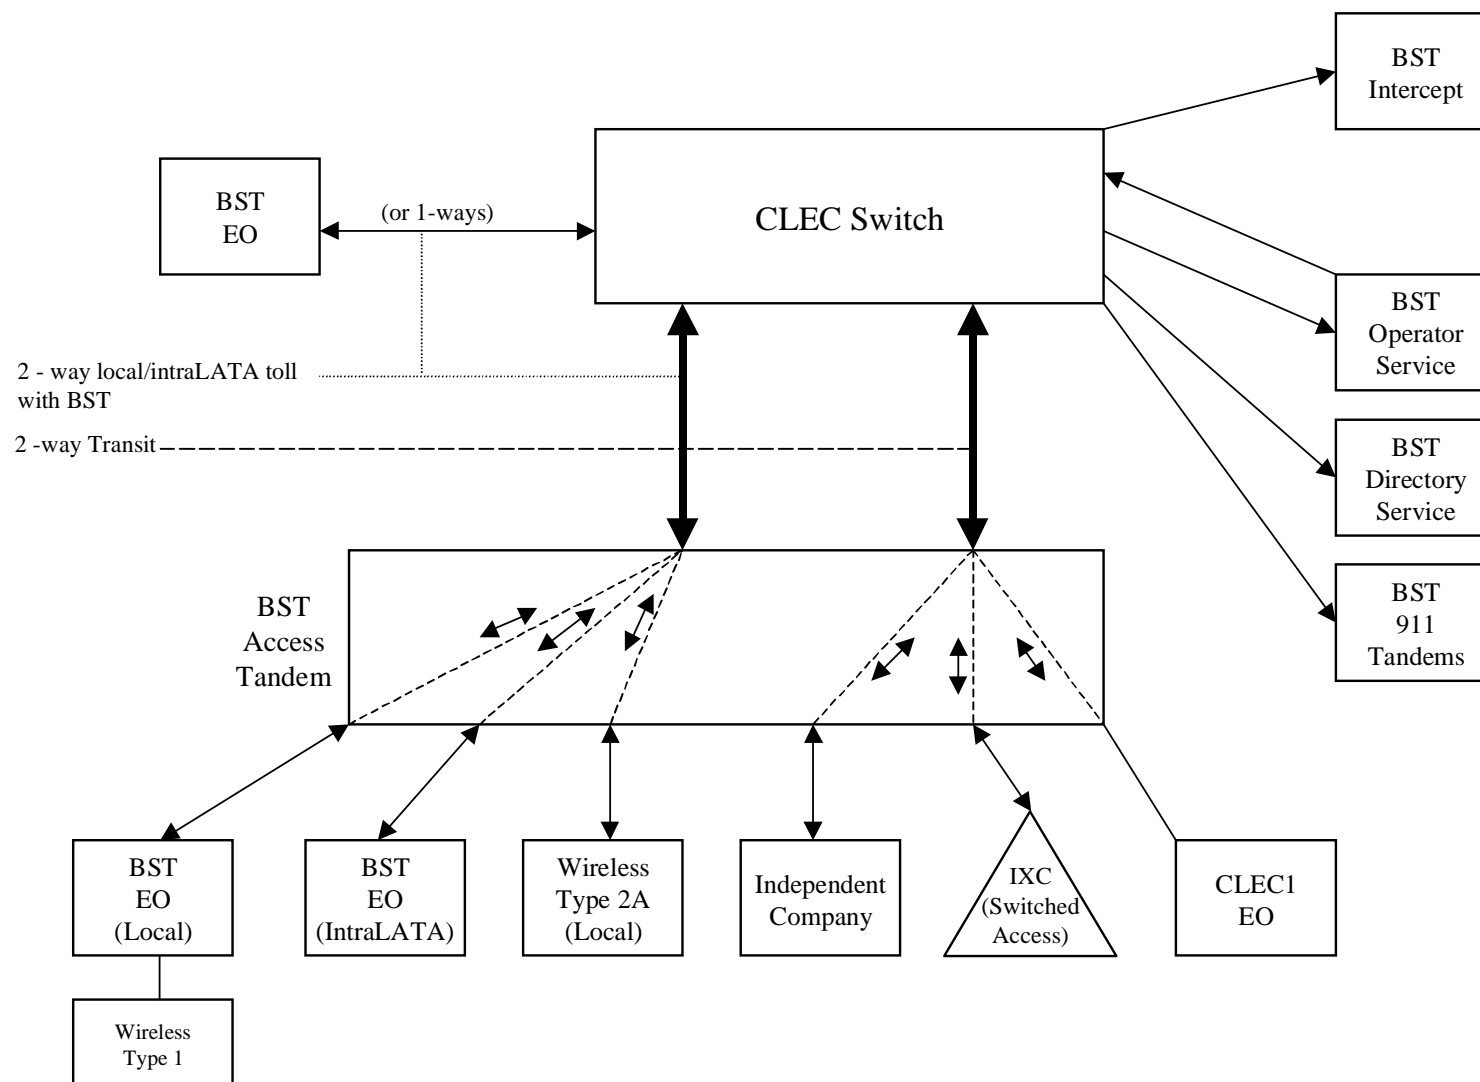 BST
Intercept
BST
EO
(or 1-ways)
CLEC Switch
BST
Operator
Service
2 - way local/intraLATA toll
with BST
2 -way Transit
BST
Directory
Service
BST
911
Tandems
BST
Access
Tandem
BST
EO
(Local)
BST
EO
(IntraLATA)
Wireless
Type 2A
(Local)
Independent
Company
IXC
(Switched
Access)
CLEC1
EO
Wireless
Type 1